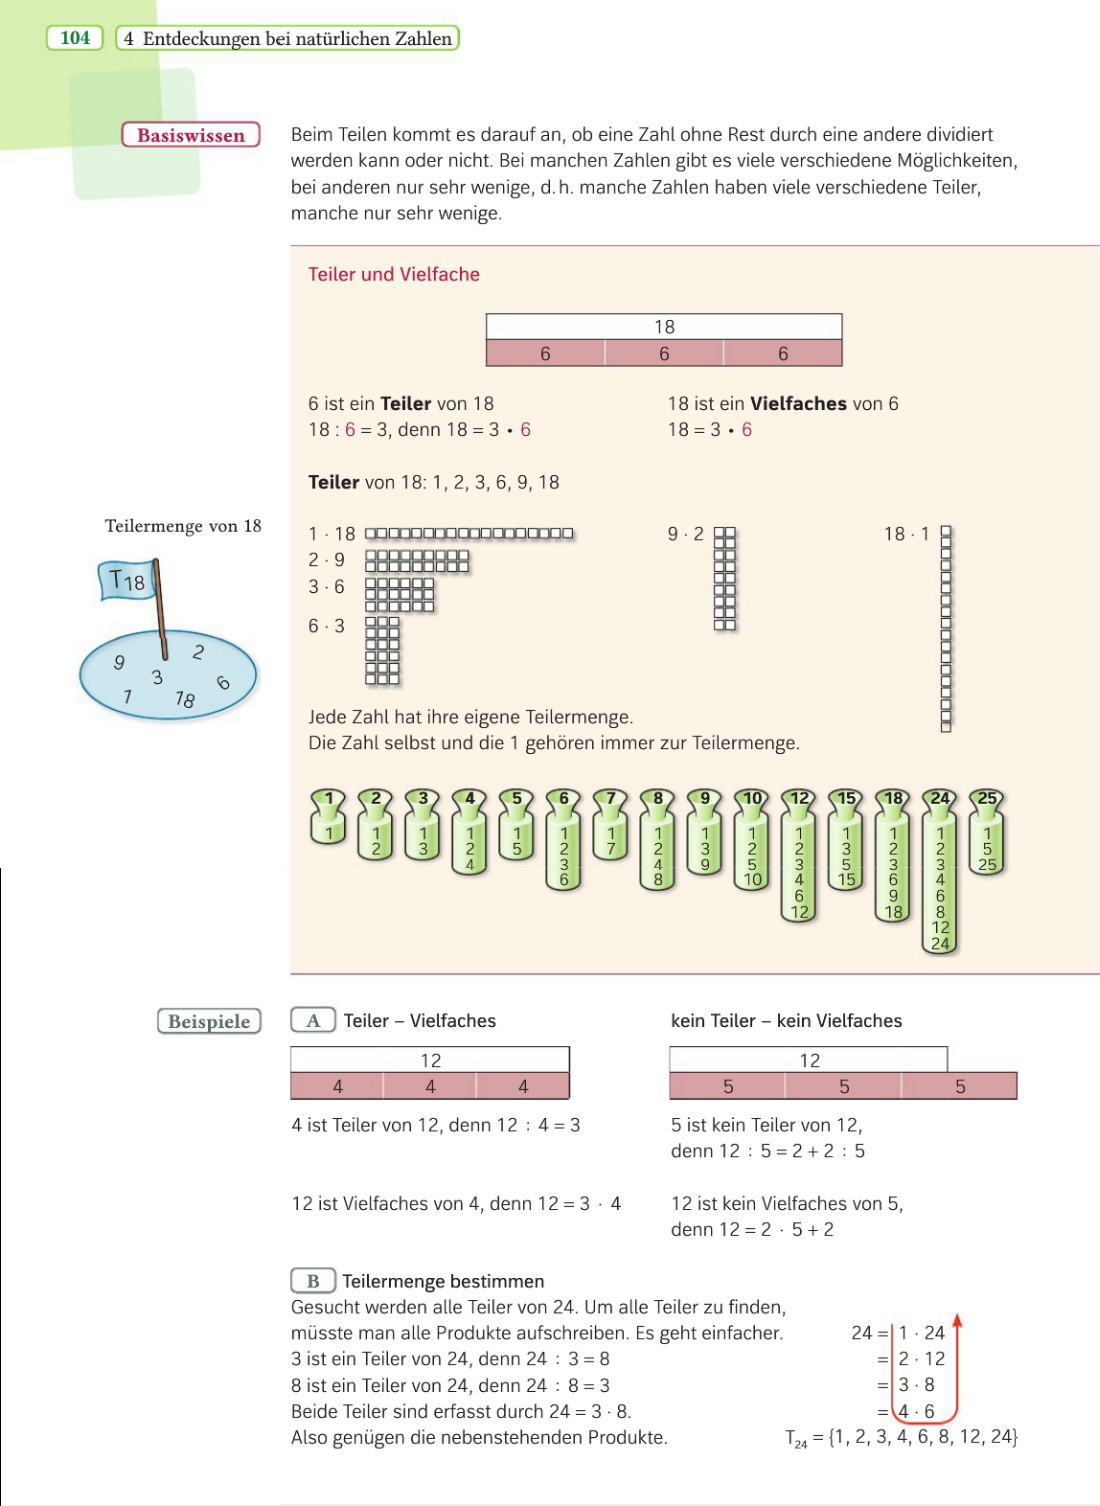 104
4 Entdeckungen bei natürlichen Zahlen
Basiswissen
Beim Teilen kommt es darauf an, ob eine Zahl ohne Rest durch eine andere dividiert
werden kann oder nicht. Bei manchen Zahlen gibt es viele verschiedene Möglichkeiten,
bei anderen nur sehr wenige, d. h. manche Zahlen haben viele verschiedene Teiler,
manche nur sehr wenige.
Teiler und Vielfache
18
6 6 6
6 ist ein Teiler von 18
18 : 6 = 3, denn 18 = 3 • 6
18 ist ein Vielfaches von 6
18 = 3 • 6
Teiler von 18: 1, 2, 3, 6, 9, 18
Teilermenge von 18
T18
9 2
3
1 18 6
1 · 18
2 · 9
3 · 6
6 · 3
9 · 2
18 · 1
Jede Zahl hat ihre eigene Teilermenge.
Die Zahl selbst und die 1 gehören immer zur Teilermenge.
1 2 3 4 5 6 7 8 9 10 12 15 18 24 25
1 1 1 1 1 1 1 1 1 1 1 1 1 1 1
2 3 2 5 2 7 2 3 2 2 3 2 2 5
4 3 4 9 5 3 5 3 3 25
6 8 10 4 15 6 4
6 9 6
12 18 8
12
24
Beispiele
A Teiler – Vielfaches
12
4 4 4
4 ist Teiler von 12, denn 12 : 4 = 3
12 ist Vielfaches von 4, denn 12 = 3 · 4
kein Teiler – kein Vielfaches
12
5 5 5
5 ist kein Teiler von 12,
denn 12 : 5 = 2 + 2 : 5
12 ist kein Vielfaches von 5,
denn 12 = 2 · 5 + 2
B Teilermenge bestimmen
Gesucht werden alle Teiler von 24. Um alle Teiler zu finden,
müsste man alle Produkte aufschreiben. Es geht einfacher.
3 ist ein Teiler von 24, denn 24 : 3 = 8
8 ist ein Teiler von 24, denn 24 : 8 = 3
Beide Teiler sind erfasst durch 24 = 3 · 8.
Also genügen die nebenstehenden Produkte.
24 = 1 · 24
= 2 · 12
= 3 · 8
= 4 · 6
T24 = {1, 2, 3, 4, 6, 8, 12, 24}